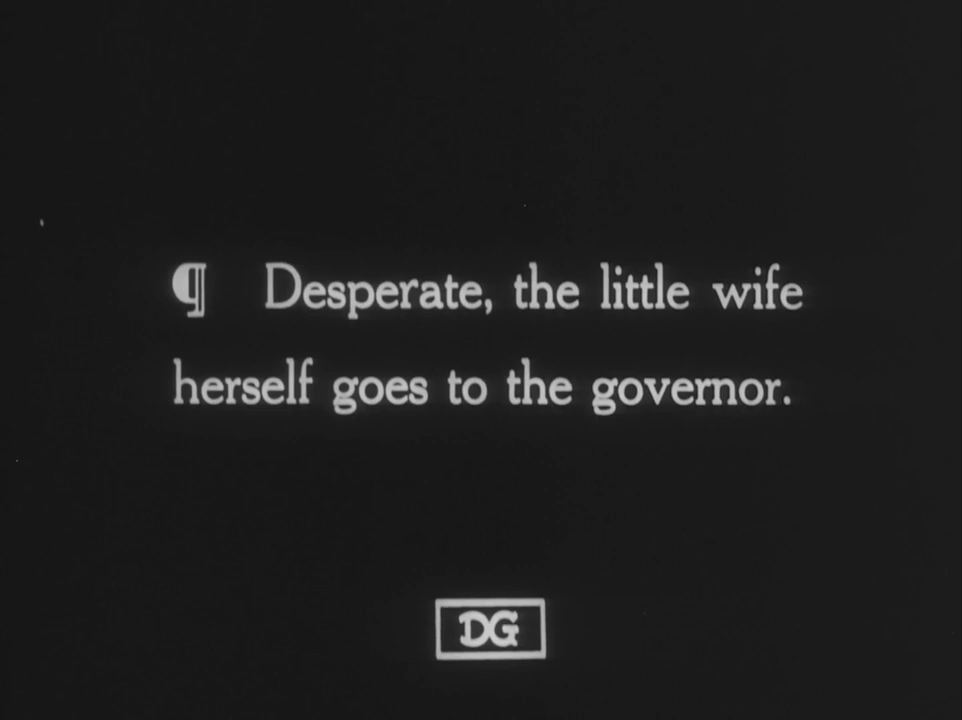 ¶ Desperate, the little wife
herself goes to the governor.
DG